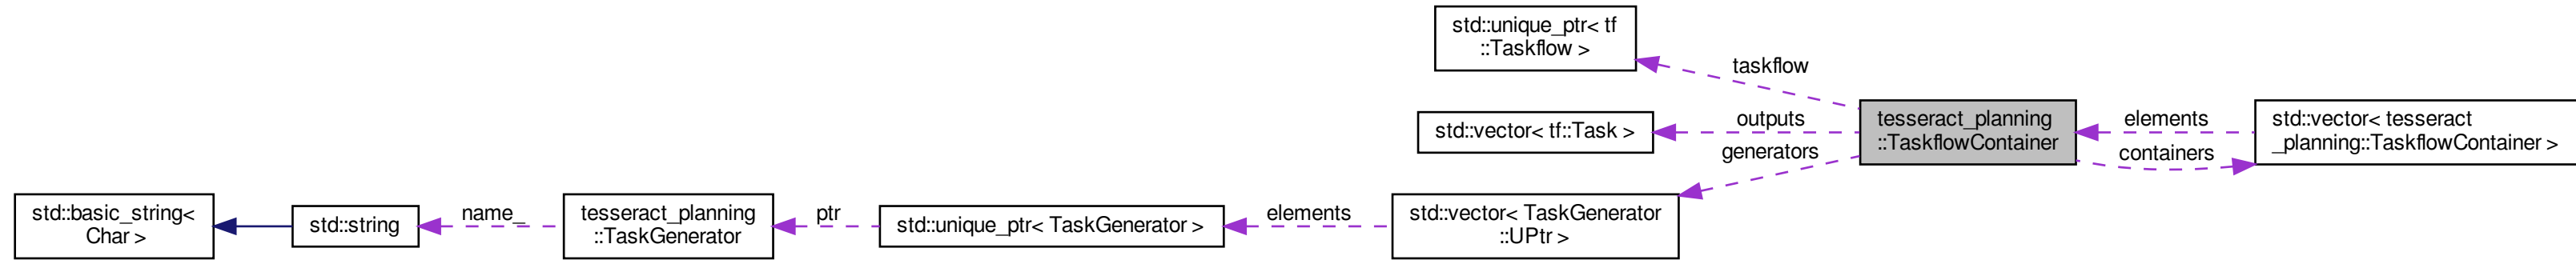 std::unique_ptr< tf
::Taskflow >
taskflow
std::vector< tf::Task >
outputs
generators
tesseract_planning
::TaskflowContainer
elements
containers
std::vector< tesseract
_planning::TaskflowContainer >
std::basic_string<
Char >
std::string
name_
tesseract_planning
::TaskGenerator
ptr
std::unique_ptr< TaskGenerator >
elements
std::vector< TaskGenerator
::UPtr >